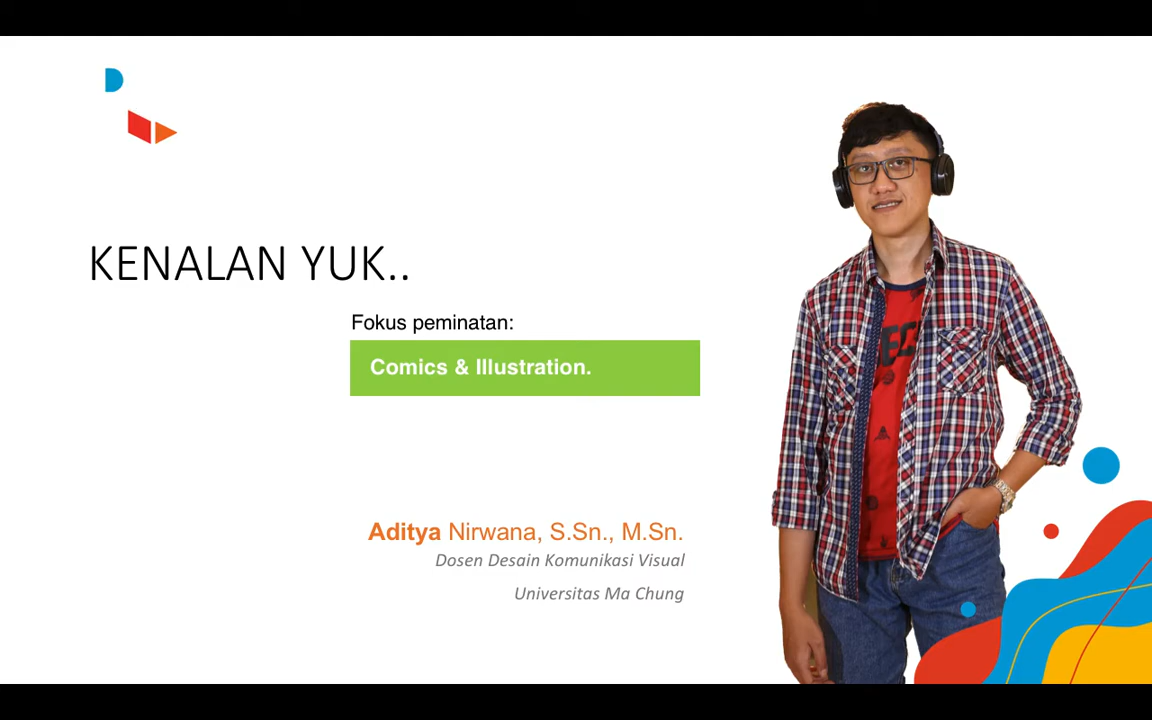 KENALAN YUK..
Fokus peminatan:
Comics & Illustration.
Aditya Nirwana, S.Sn., M.Sn.
Dosen Desain Komunikasi Visual
Universitas Ma Chung